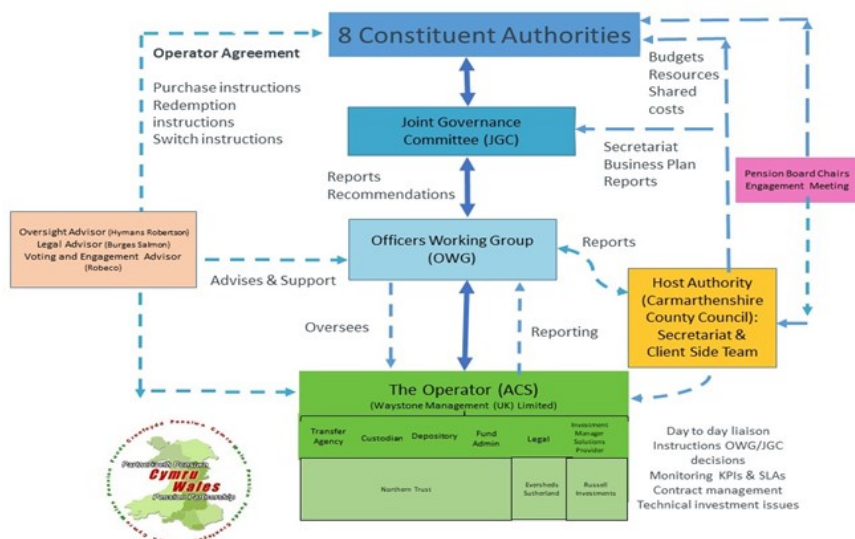 8 Constituent Authorities
Operator Agreement
Purchase instructions
Redemption
instructions
Switch instructions
Budgets
Resources
Shared
costs
Joint Governance
Committee (JGC)
Secretariat
Business Plan
Reports
Pension Board Chairs
Engagement Meeting
Reports
Recommendations
Oversight Advisor (Hymans Robertson)
Legal Advisor (Burges Salmon)
Voting and Engagement Advisor
(Robeco)
Officers Working Group
(OWG)
Reports
Advises & Support
Host Authority
(Carmarthenshire
County Council):
Secretariat &
Client Side Team
Oversees
Reporting
The Operator (ACS)
(Waystone Management (UK) Limited)
Transfer
Agency
Custodian
Depository
Fund
Admin
Legal
Investment
Manager
Solutions
Provider
Northern Trust
Eversheds
Sutherland
Russell
Investments
Day to day liaison
Instructions OWG/JGC
decisions
Monitoring KPIs & SLAs
Contract management
Technical investment issues
Partneriaeth Pensiwn
Cymru
Wales
Pension Partnership